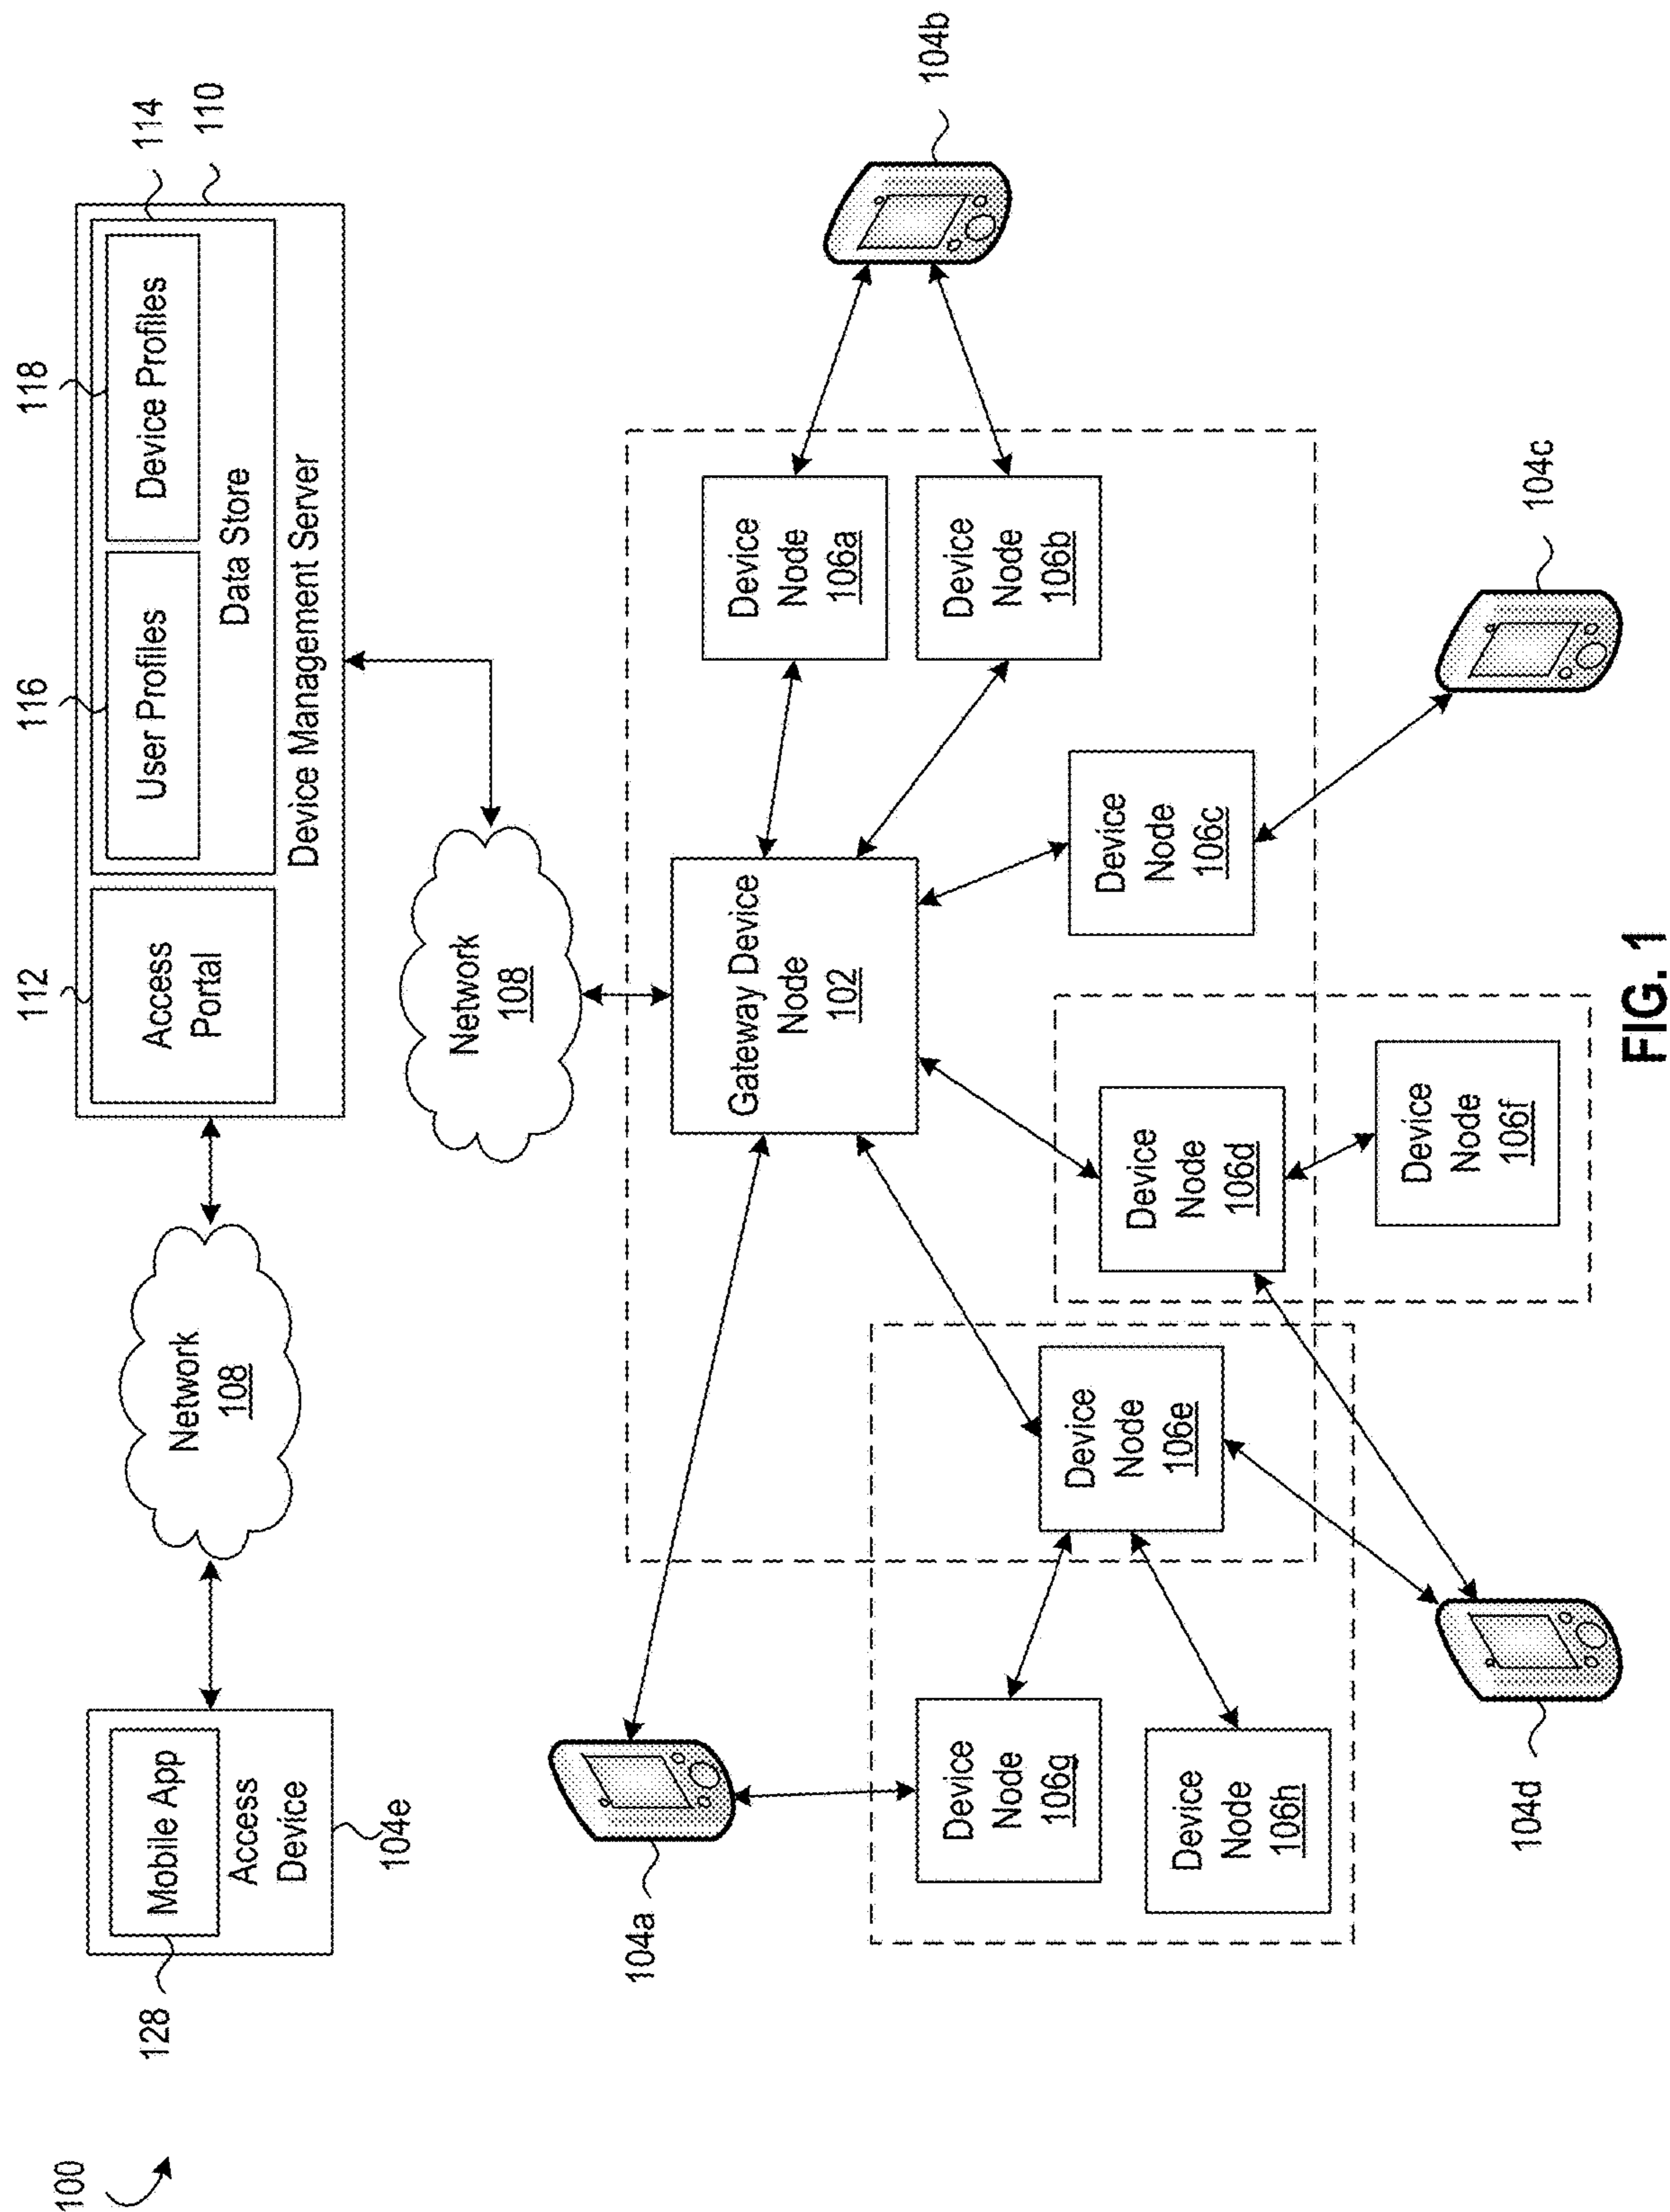 100
128
Mobile App
Access
Device
104e
Network
108
112
Access
Portal
116
User Profiles
118
Device Profiles
Data Store
Device Management Server
114
110
Network
108
104a
Gateway Device
Node
102
Device
Node
106a
Device
Node
106b
104b
Device
Node
106c
104c
Device
Node
106d
Device
Node
106e
Device
Node
106f
Device
Node
106g
Device
Node
106h
104d
FIG. 1